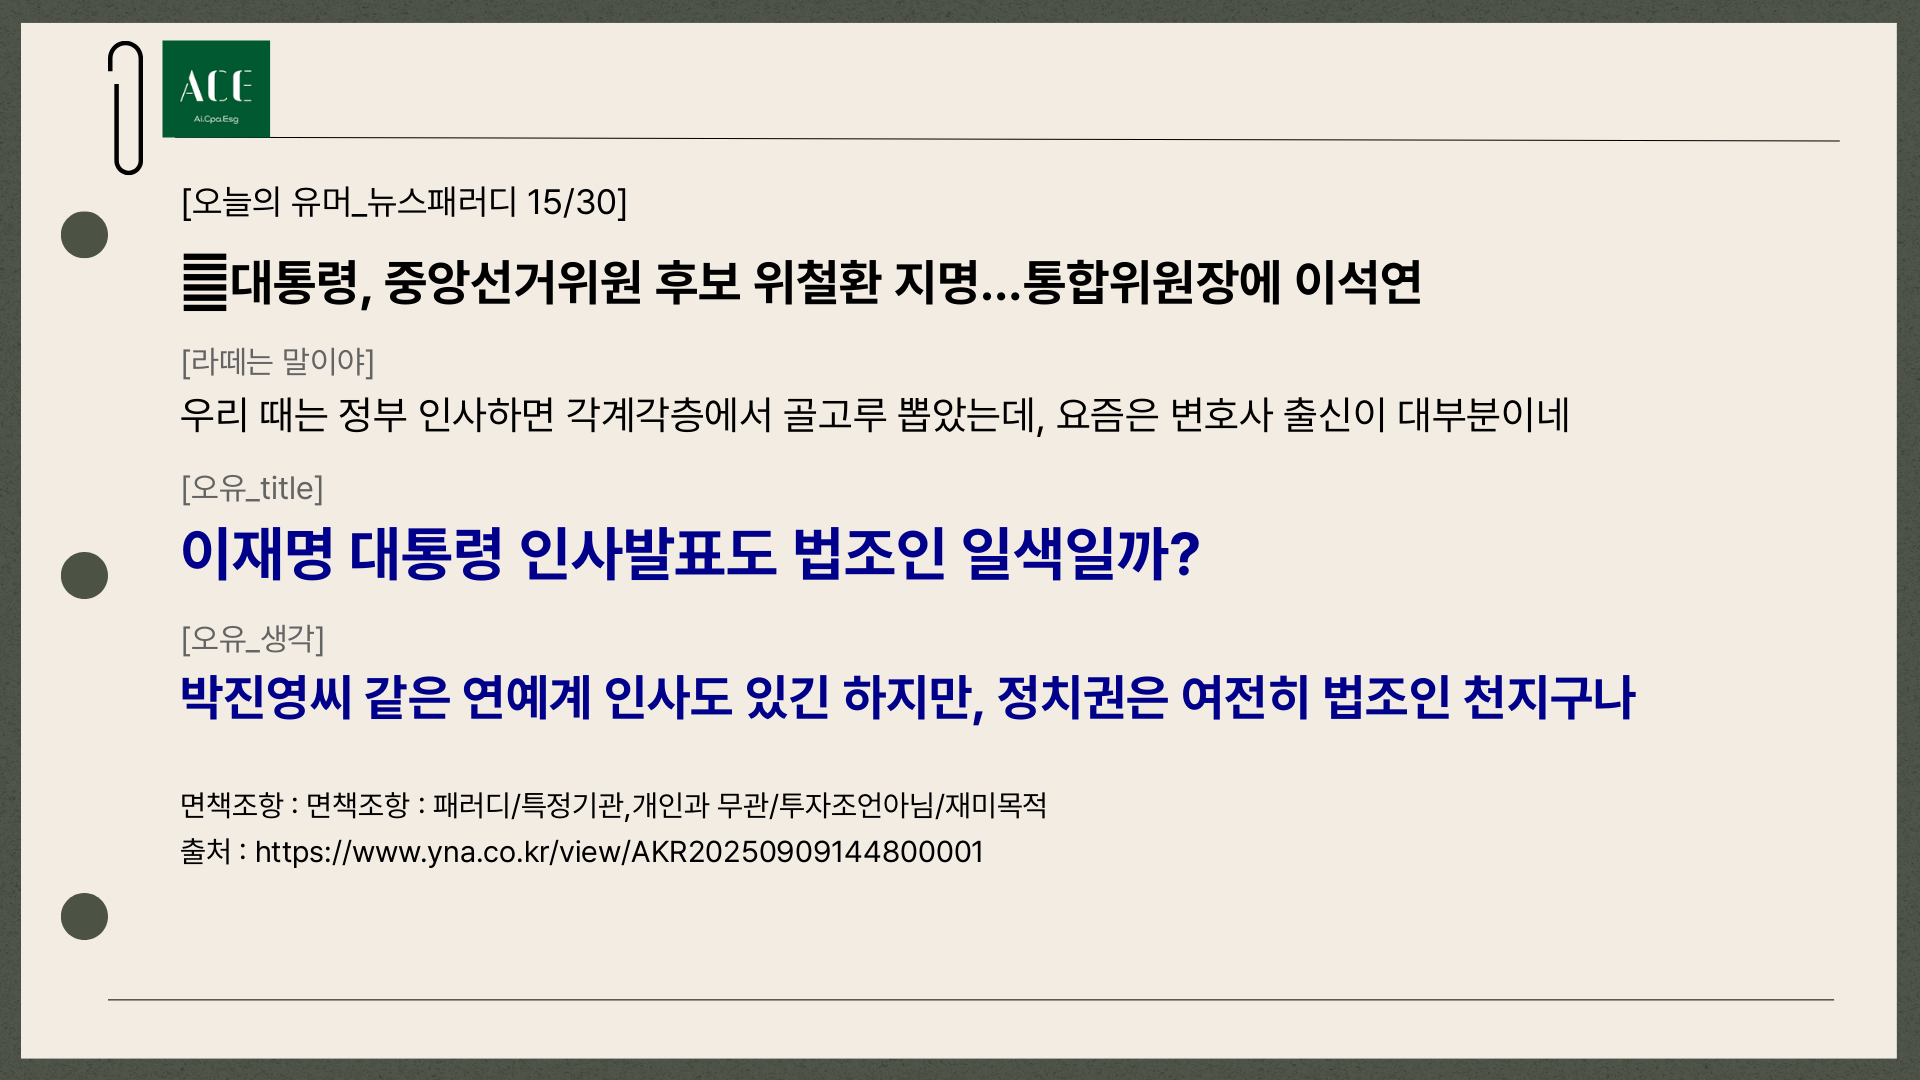 ACE
Ai.Cpa.Esg
[오늘의 유머_뉴스패러디 15/30]
대통령, 중앙선거위원 후보 위철환 지명…통합위원장에 이석연
[라떼는 말이야]
우리 때는 정부 인사하면 각계각층에서 골고루 뽑았는데, 요즘은 변호사 출신이 대부분이네
[오유_title]
이재명 대통령 인사발표도 법조인 일색일까?
[오유_생각]
박진영씨 같은 연예계 인사도 있긴 하지만, 정치권은 여전히 법조인 천지구나
면책조항 : 면책조항 : 패러디/특정기관,개인과 무관/투자조언아님/재미목적
출처 : https://www.yna.co.kr/view/AKR20250909144800001